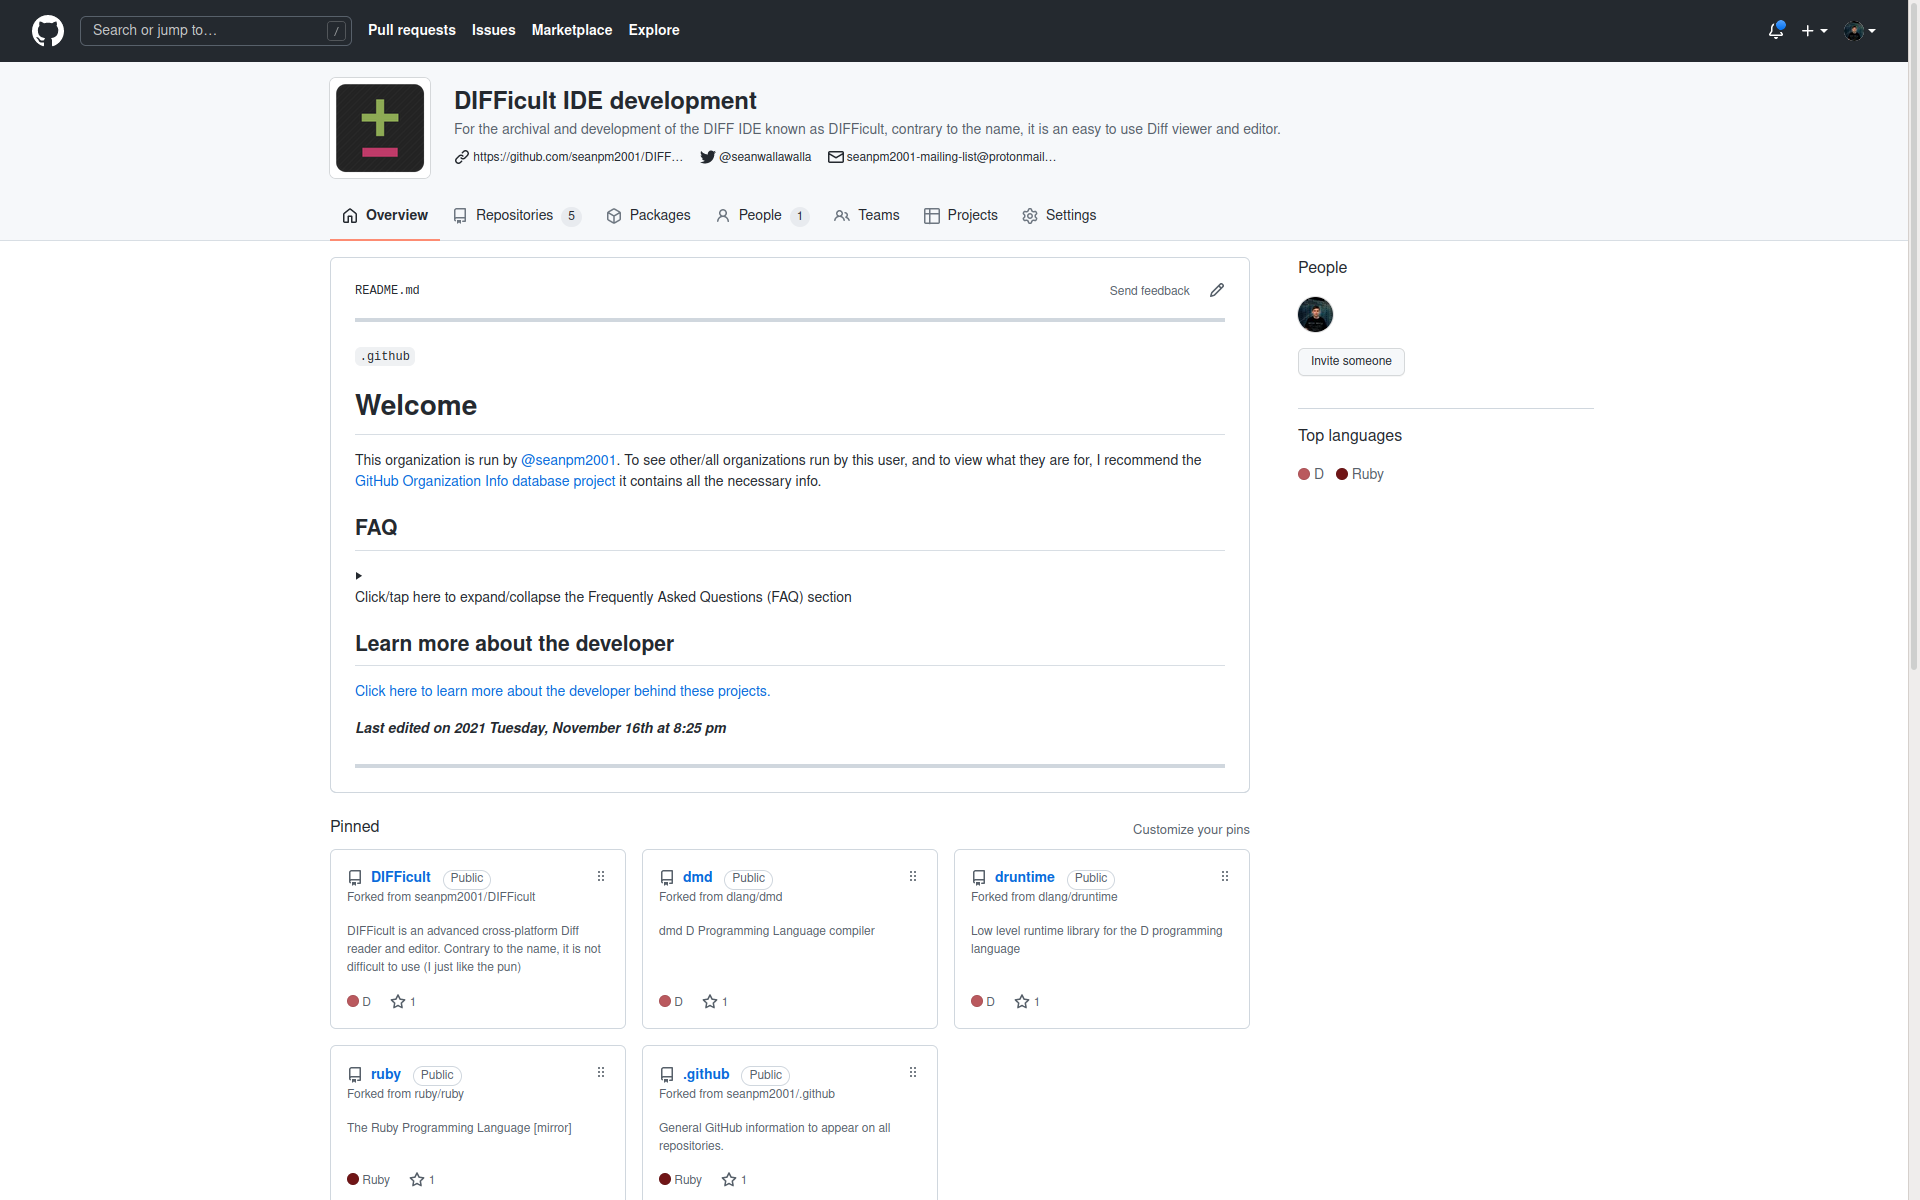 Search or jump to… /
Pull requests Issues Marketplace Explore
DIFFicult IDE development
For the archival and development of the DIFF IDE known as DIFFicult, contrary to the name, it is an easy to use Diff viewer and editor.
https://github.com/seanpm2001/DIFF… @seanwallawalla seanpm2001-mailing-list@protonmail…
Overview Repositories 5 Packages People 1 Teams Projects Settings
README.md Send feedback
.github
Welcome
This organization is run by @seanpm2001. To see other/all organizations run by this user, and to view what they are for, I recommend the
GitHub Organization Info database project it contains all the necessary info.
FAQ
Click/tap here to expand/collapse the Frequently Asked Questions (FAQ) section
Learn more about the developer
Click here to learn more about the developer behind these projects.
Last edited on 2021 Tuesday, November 16th at 8:25 pm
People
Invite someone
Top languages
D Ruby
Pinned Customize your pins
DIFFicult Public
Forked from seanpm2001/DIFFicult
DIFFicult is an advanced cross-platform Diff
reader and editor. Contrary to the name, it is not
difficult to use (I just like the pun)
D 1
dmd Public
Forked from dlang/dmd
dmd D Programming Language compiler
D 1
druntime Public
Forked from dlang/druntime
Low level runtime library for the D programming
language
D 1
ruby Public
Forked from ruby/ruby
The Ruby Programming Language [mirror]
Ruby 1
.github Public
Forked from seanpm2001/.github
General GitHub information to appear on all
repositories.
Ruby 1